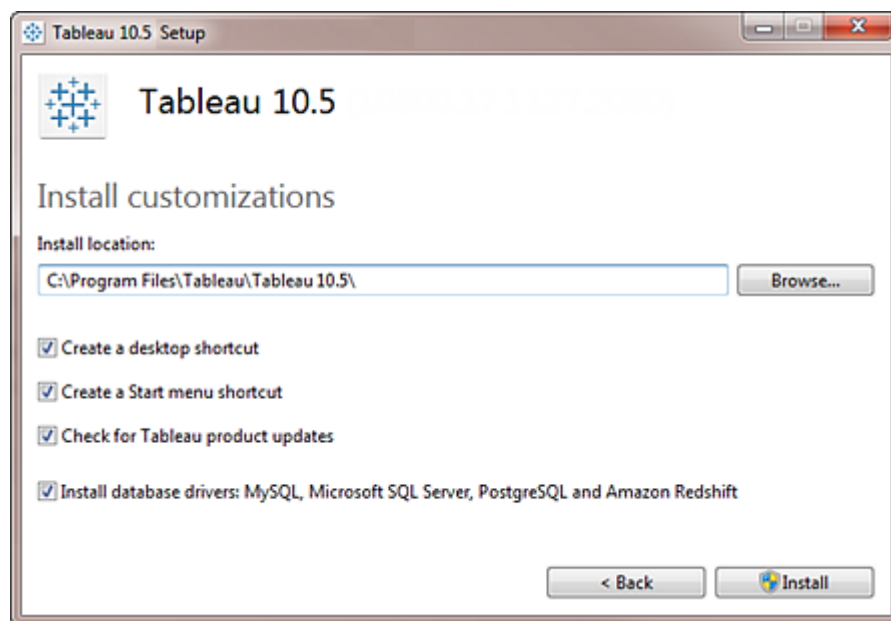 Tableau 10.5 Setup
Tableau 10.5
Install customizations
Install location:
C:\Program Files\Tableau\Tableau 10.5\
Browse...
Create a desktop shortcut
Create a Start menu shortcut
Check for Tableau product updates
Install database drivers: MySQL, Microsoft SQL Server, PostgreSQL and Amazon Redshift
< Back
Install